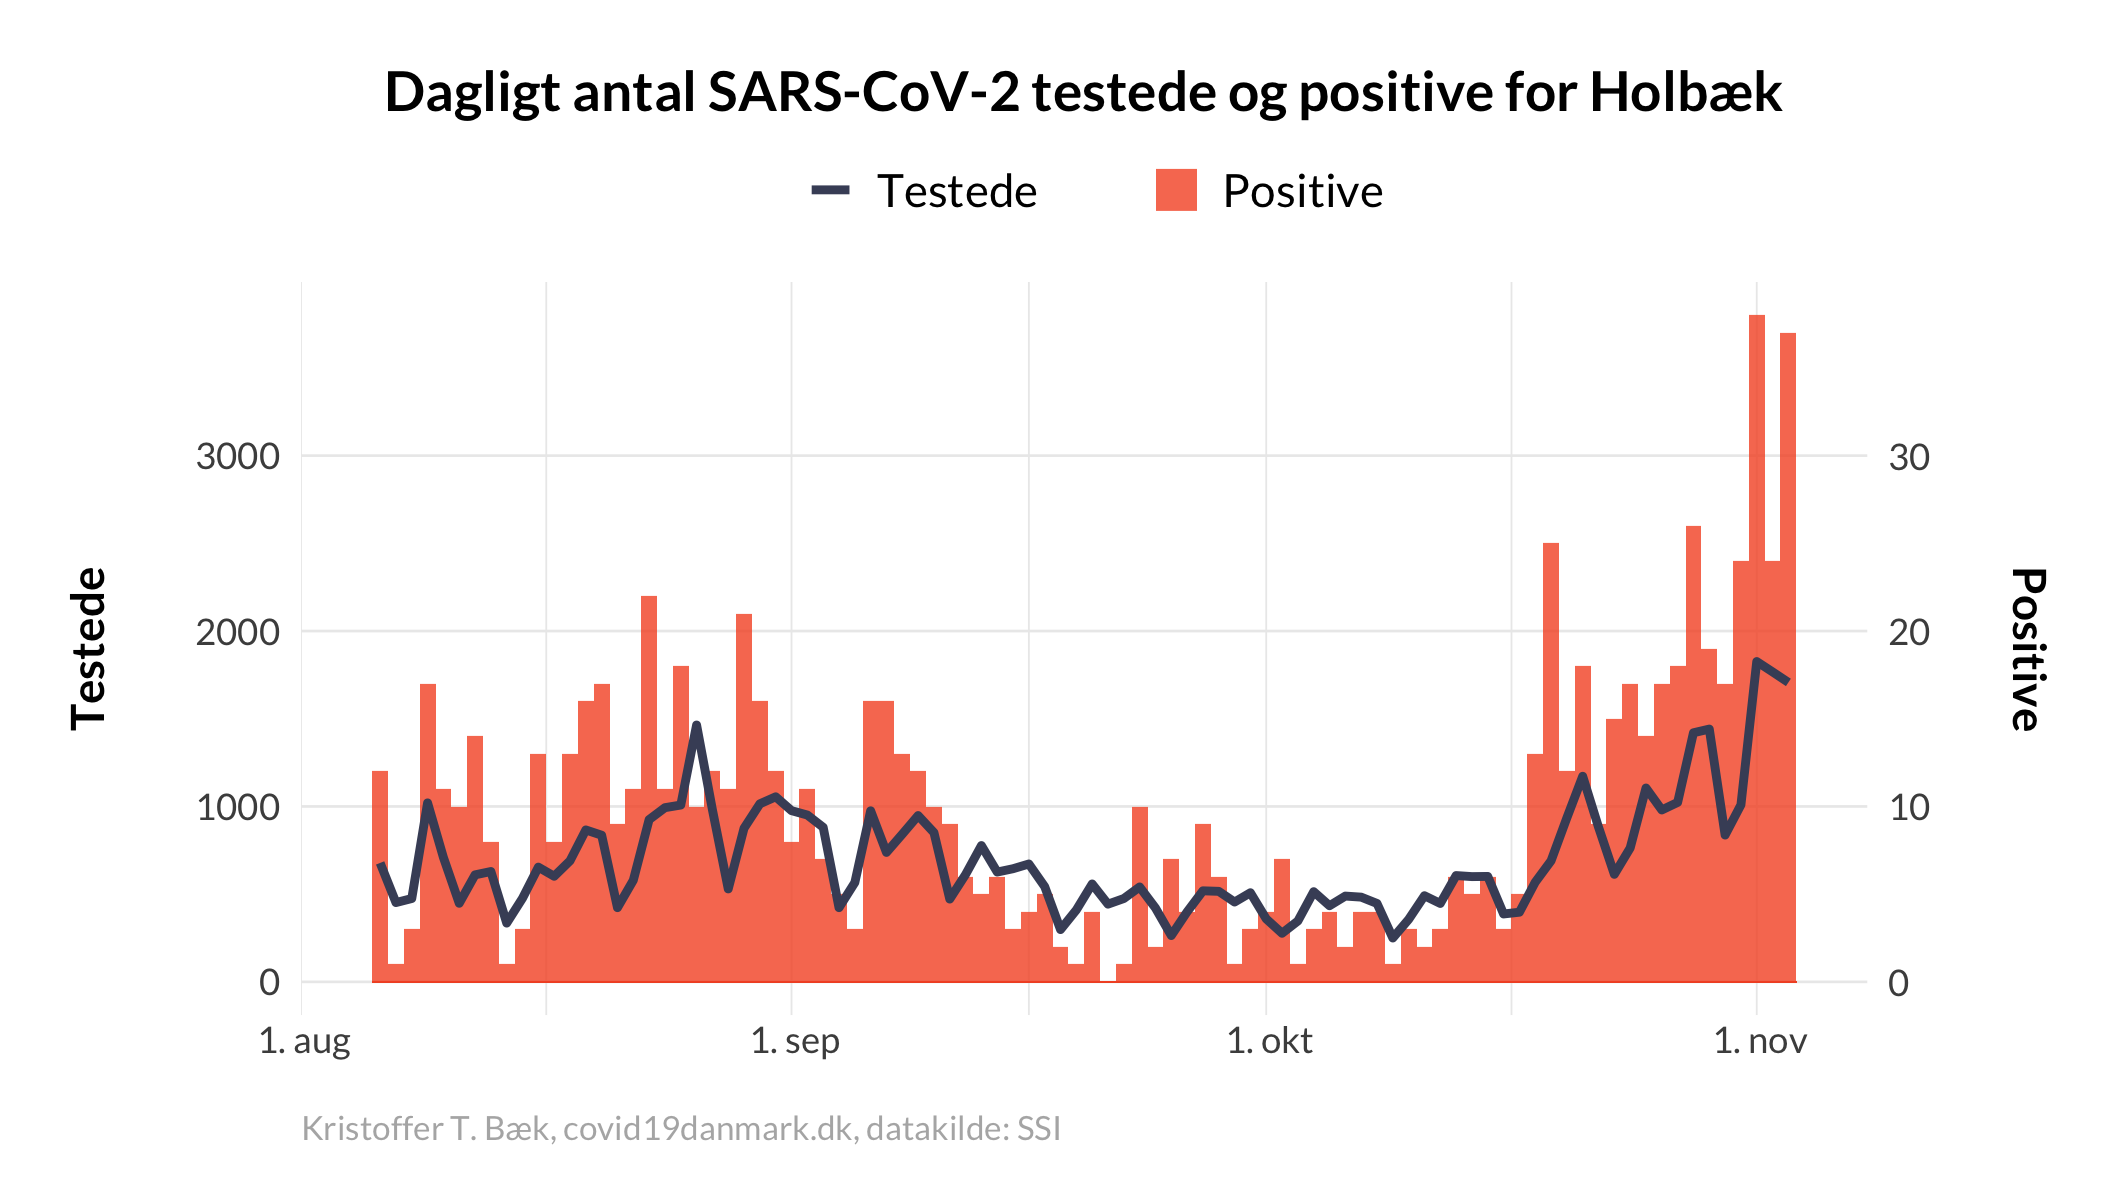 Dagligt antal SARS-CoV-2 testede og positive for Holbæk
Testede Positive
3000 30
2000 20
1000 10
0 0
Testede
Positive
1. aug 1. sep 1. okt 1. nov
Kristoffer T. Bæk, covid19danmark.dk, datakilde: SSI